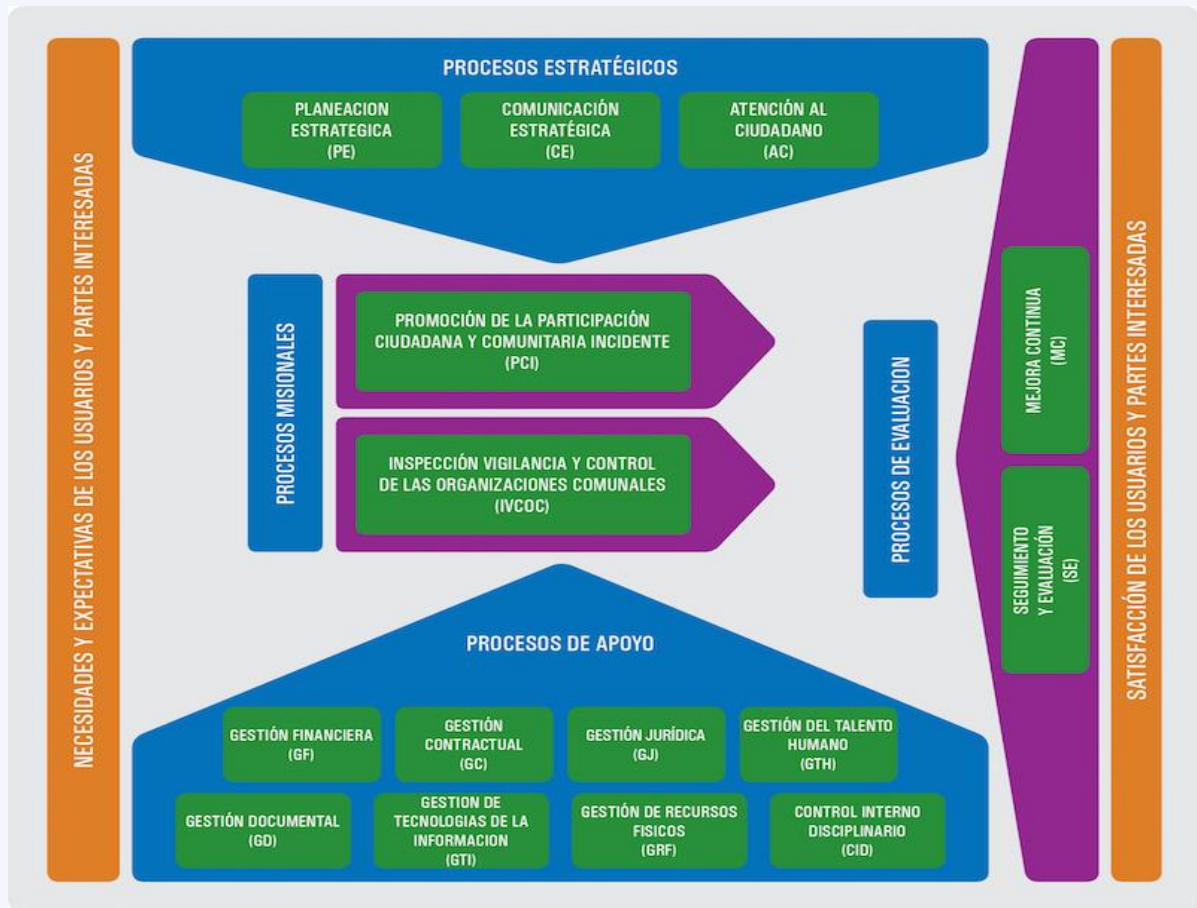 NECESIDADES Y EXPECTATIVAS DE LOS USUARIOS Y PARTES INTERESADAS
PROCESOS ESTRATÉGICOS
PLANEACION
ESTRATEGICA
(PE)
COMUNICACIÓN
ESTRATÉGICA
(CE)
ATENCIÓN AL
CIUDADANO
(AC)
PROCESOS MISIONALES
PROMOCIÓN DE LA PARTICIPACIÓN
CIUDADANA Y COMUNITARIA INCIDENTE
(PCI)
INSPECCIÓN VIGILANCIA Y CONTROL
DE LAS ORGANIZACIONES COMUNALES
(IVCOC)
PROCESOS DE EVALUACION
MEJORA CONTINUA
(MC)
SEGUIMIENTO
Y EVALUACIÓN
(SE)
PROCESOS DE APOYO
GESTIÓN FINANCIERA
(GF)
GESTIÓN
CONTRACTUAL
(GC)
GESTIÓN JURÍDICA
(GJ)
GESTIÓN DEL TALENTO
HUMANO
(GTH)
GESTIÓN DOCUMENTAL
(GD)
GESTION DE
TECNOLOGIAS DE LA
INFORMACION
(GTI)
GESTIÓN DE RECURSOS
FISICOS
(GRF)
CONTROL INTERNO
DISCIPLINARIO
(CID)
SATISFACCIÓN DE LOS USUARIOS Y PARTES INTERESADAS